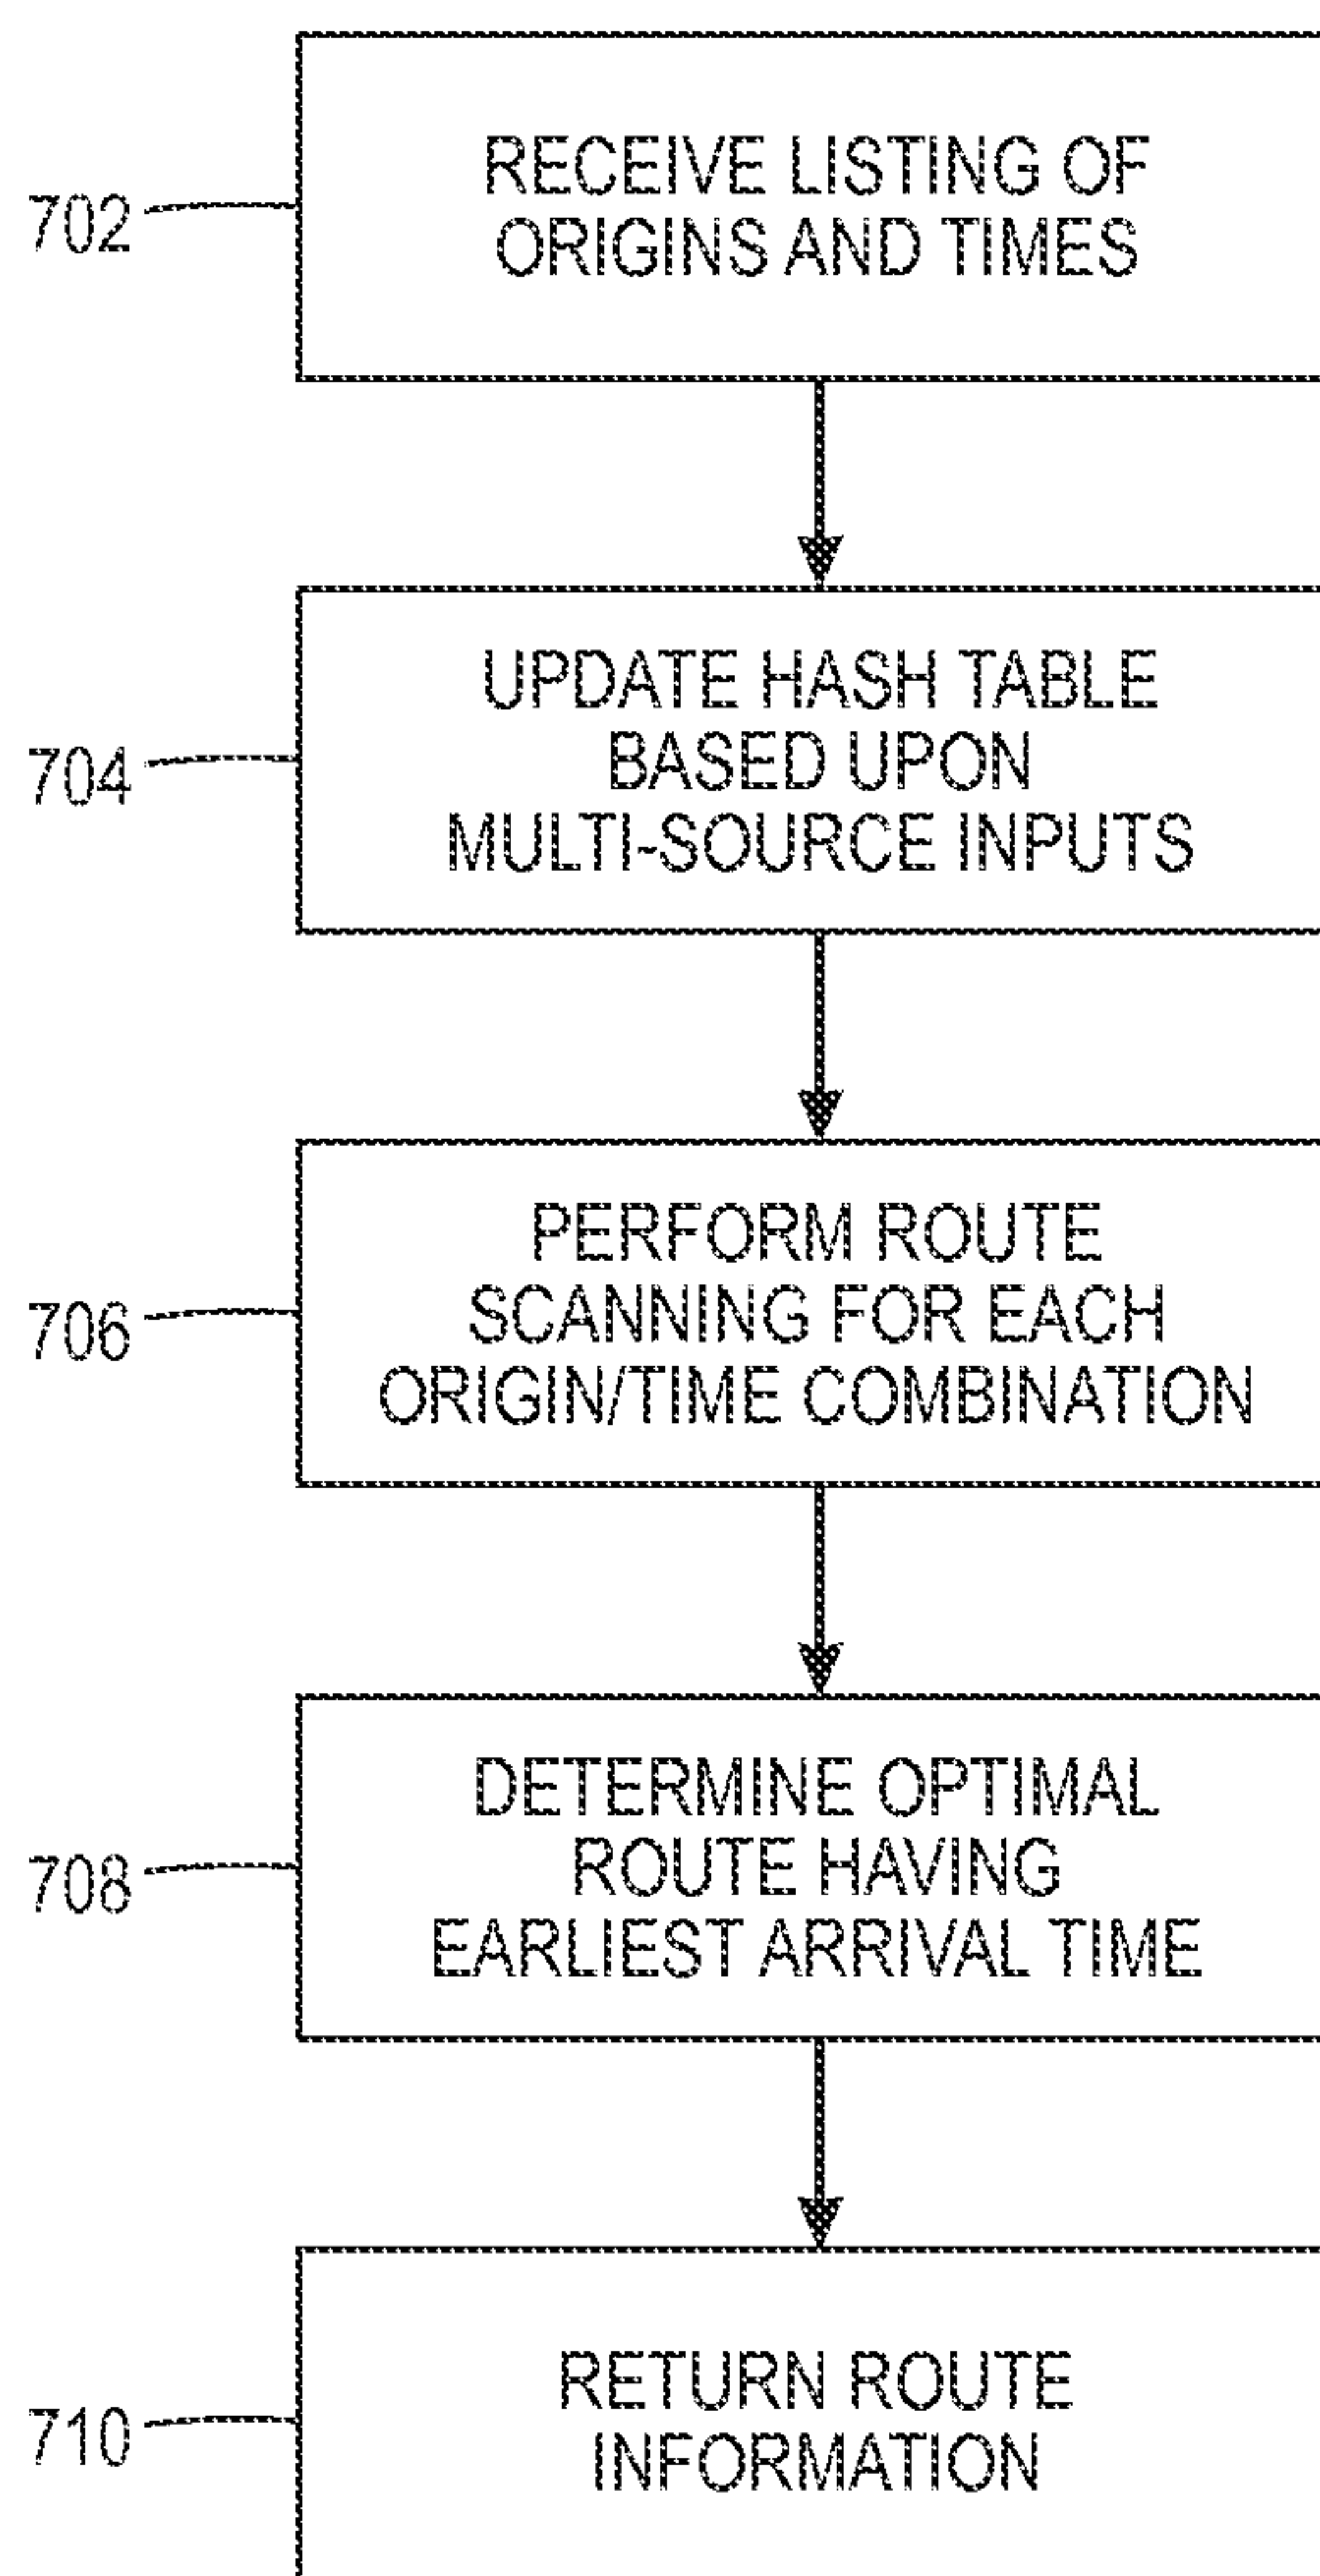 702
RECEIVE LISTING OF
ORIGINS AND TIMES
704
UPDATE HASH TABLE
BASED UPON
MULTI-SOURCE INPUTS
706
PERFORM ROUTE
SCANNING FOR EACH
ORIGIN/TIME COMBINATION
708
DETERMINE OPTIMAL
ROUTE HAVING
EARLIEST ARRIVAL TIME
710
RETURN ROUTE
INFORMATION